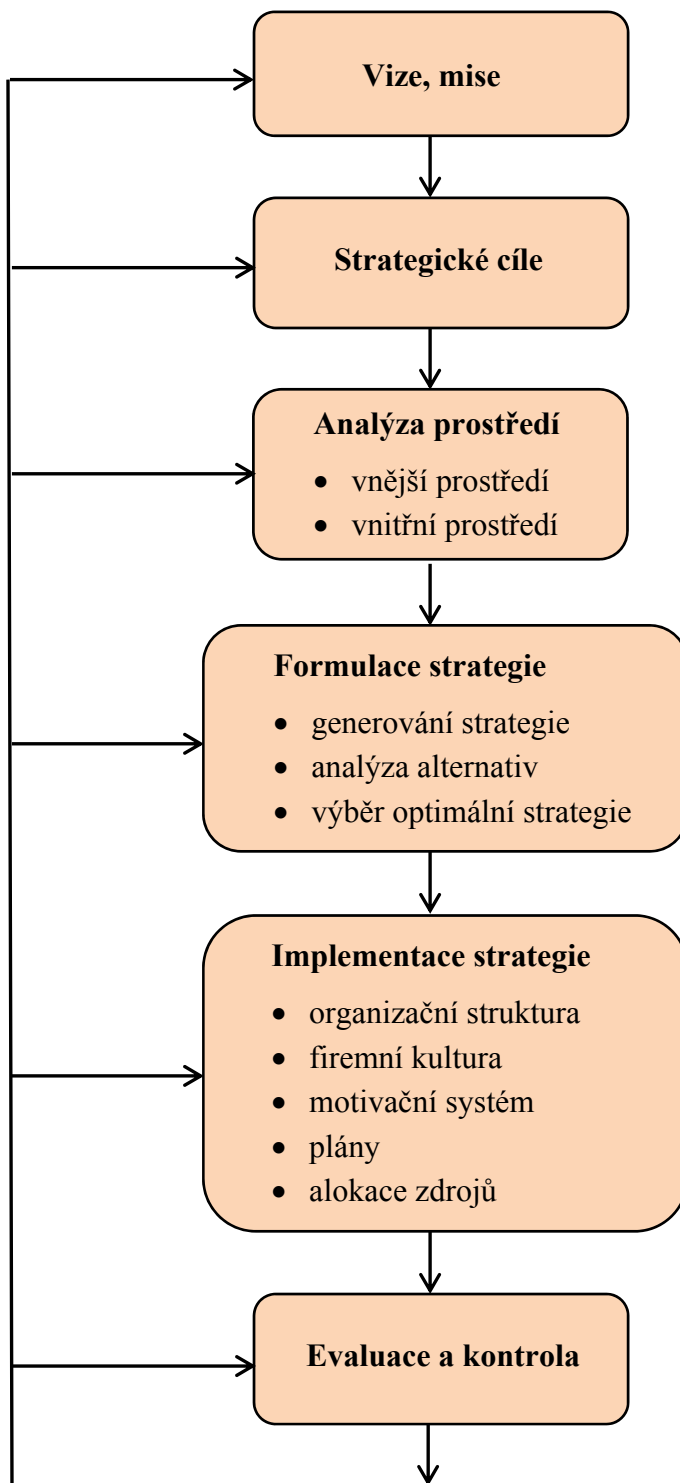 Vize, mise
Strategické cíle
Analýza prostředí
• vnější prostředí
• vnitřní prostředí
Formulace strategie
• generování strategie
• analýza alternativ
• výběr optimální strategie
Implementace strategie
• organizační struktura
• firemní kultura
• motivační systém
• plány
• alokace zdrojů
Evaluace a kontrola